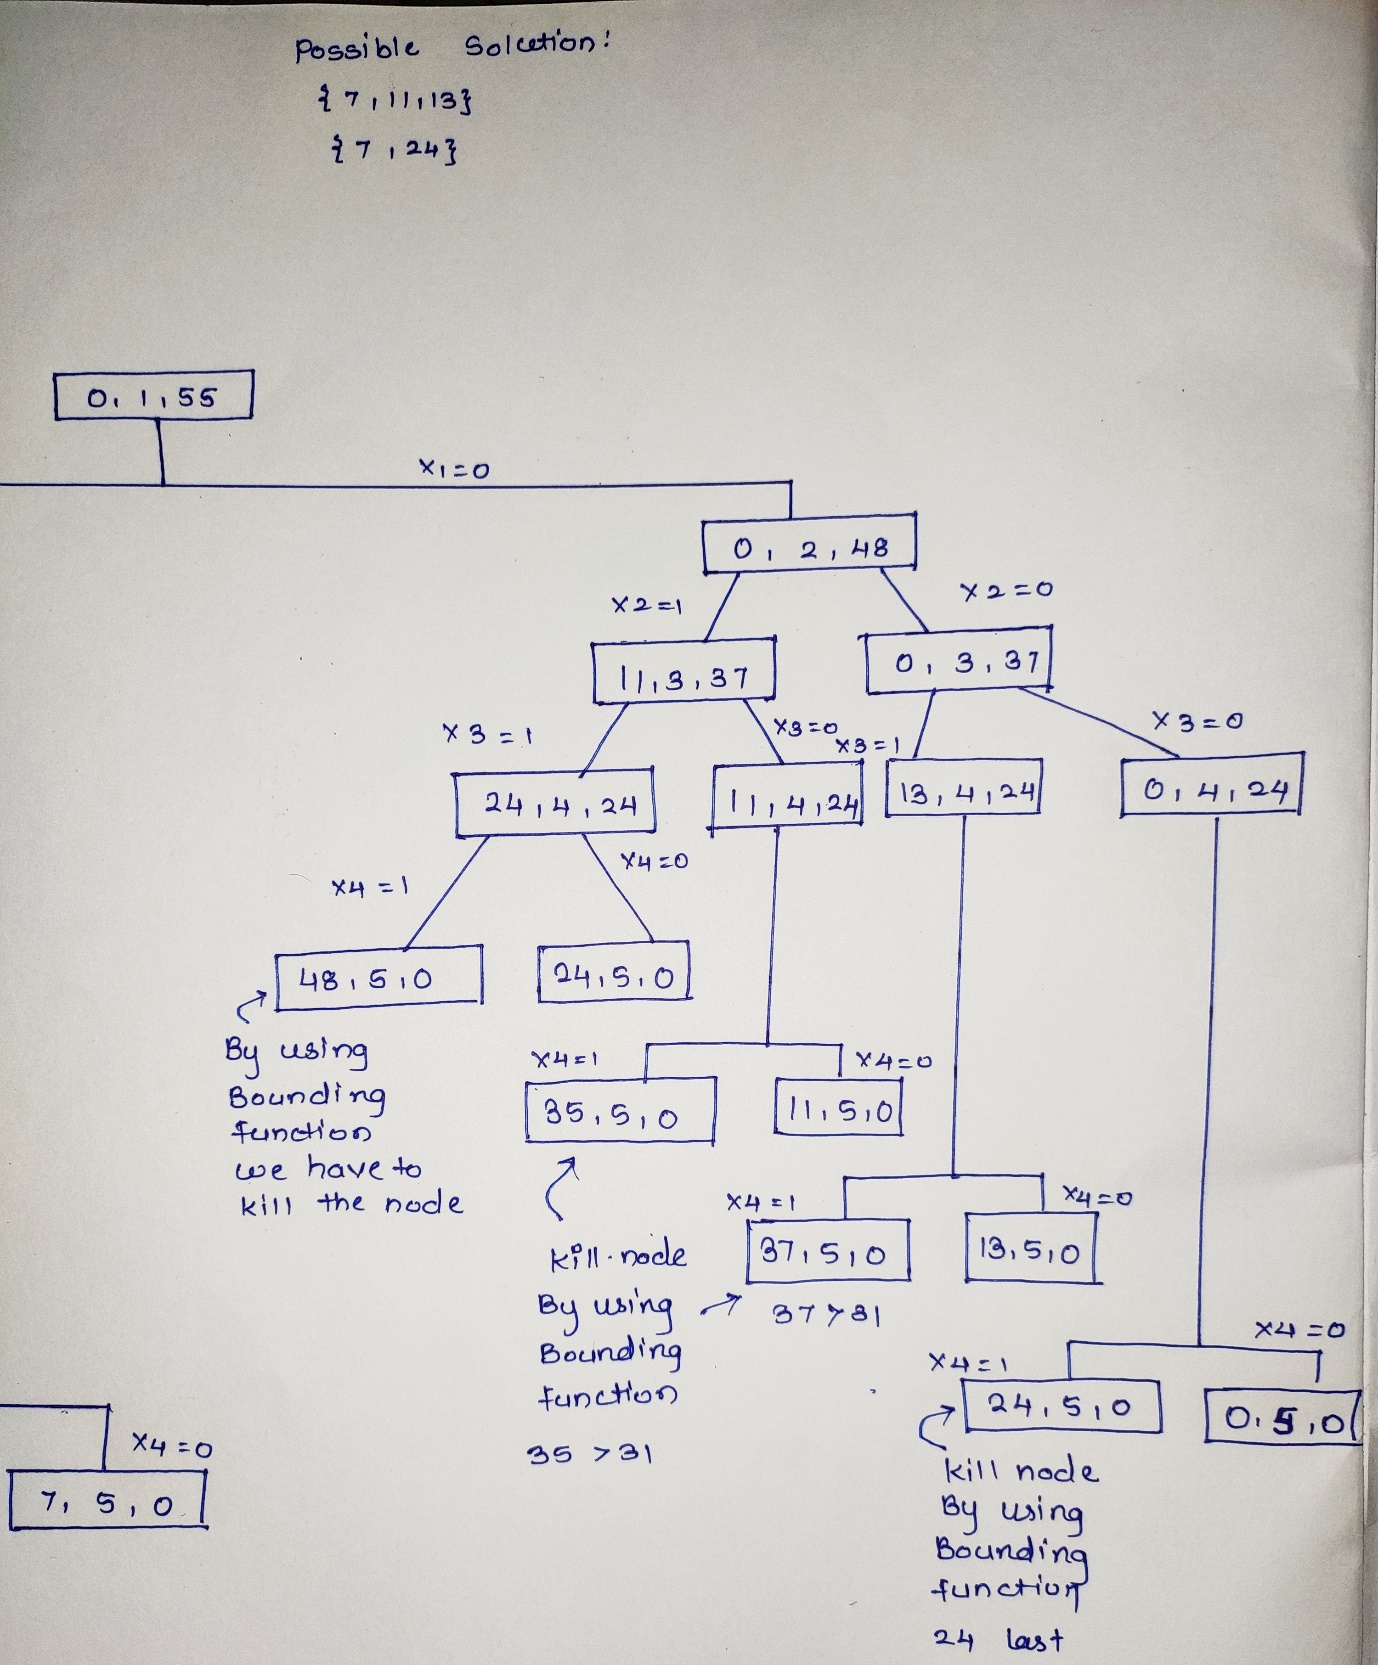 Possible Solution:
{7, 11, 13}
{7, 24}
0, 1, 55
x1=0
0, 2, 48
x2=1
x2=0
11, 3, 37
0, 3, 37
x3=1
x3=0
x3=1
x3=0
24, 4, 24
11, 4, 24
13, 4, 24
0, 4, 24
x4=1
x4=0
48, 5, 0
24, 5, 0
By using
Bounding
function
we have to
kill the node
x4=1
x4=0
35, 5, 0
11, 5, 0
x4=1
x4=0
37, 5, 0
13, 5, 0
kill node
By using
Bounding
function
35 > 31
37 > 31
x4=1
x4=0
24, 5, 0
0, 5, 0
kill node
By using
Bounding
function
24 last
x4=0
7, 5, 0